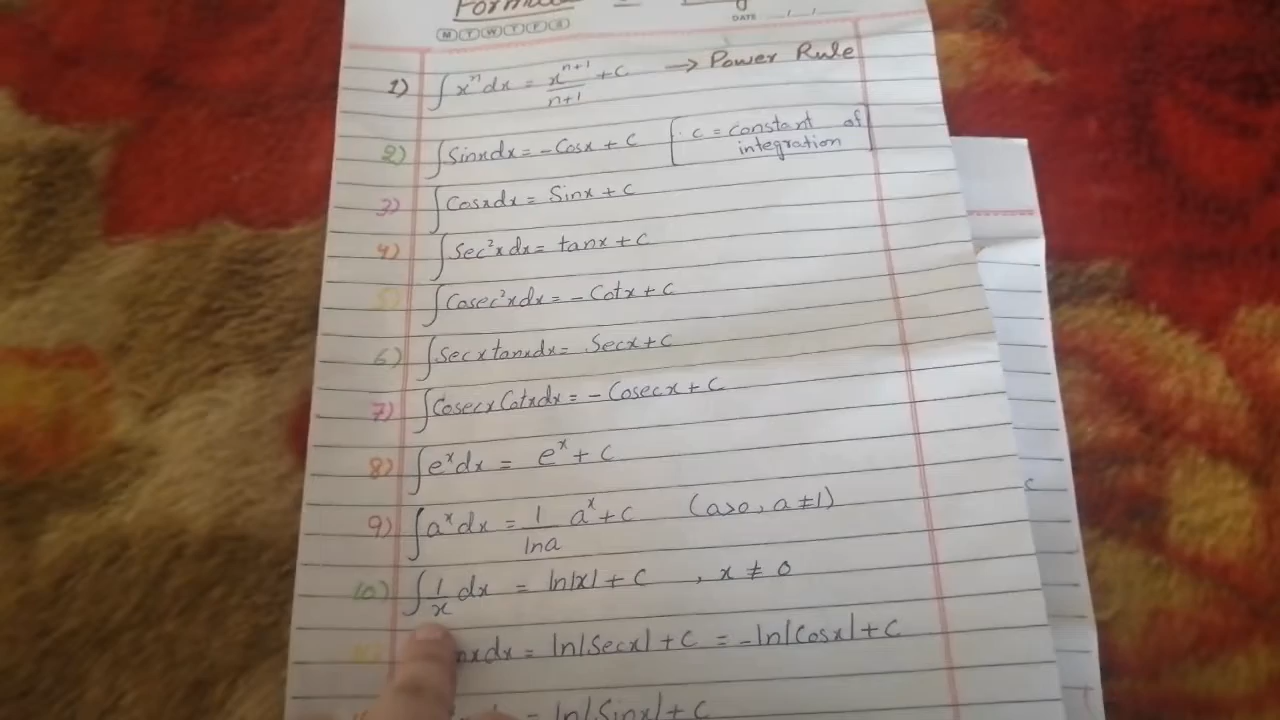 M T W T F S
DATE
1) ∫ xⁿ dx = xⁿ⁺¹/n+1 + C → Power Rule
2) ∫ Sinx dx = -Cosx + C [ C = constant of
integration ]
3) ∫ Cosx dx = Sinx + C
4) ∫ Sec²x dx = tanx + C
5) ∫ Cosec²x dx = -Cotx + C
6) ∫ Secx tanx dx = Secx + C
7) ∫ Cosecx Cotx dx = - Cosecx + C
8) ∫ eˣ dx = eˣ + C
9) ∫ aˣ dx = 1/lna aˣ + C (a>0, a≠1)
10) ∫ 1/x dx = ln|x| + C , x ≠ 0
nx dx = ln|Secx| + C = -ln|Cosx| + C
= ln|Sinx| + C
c